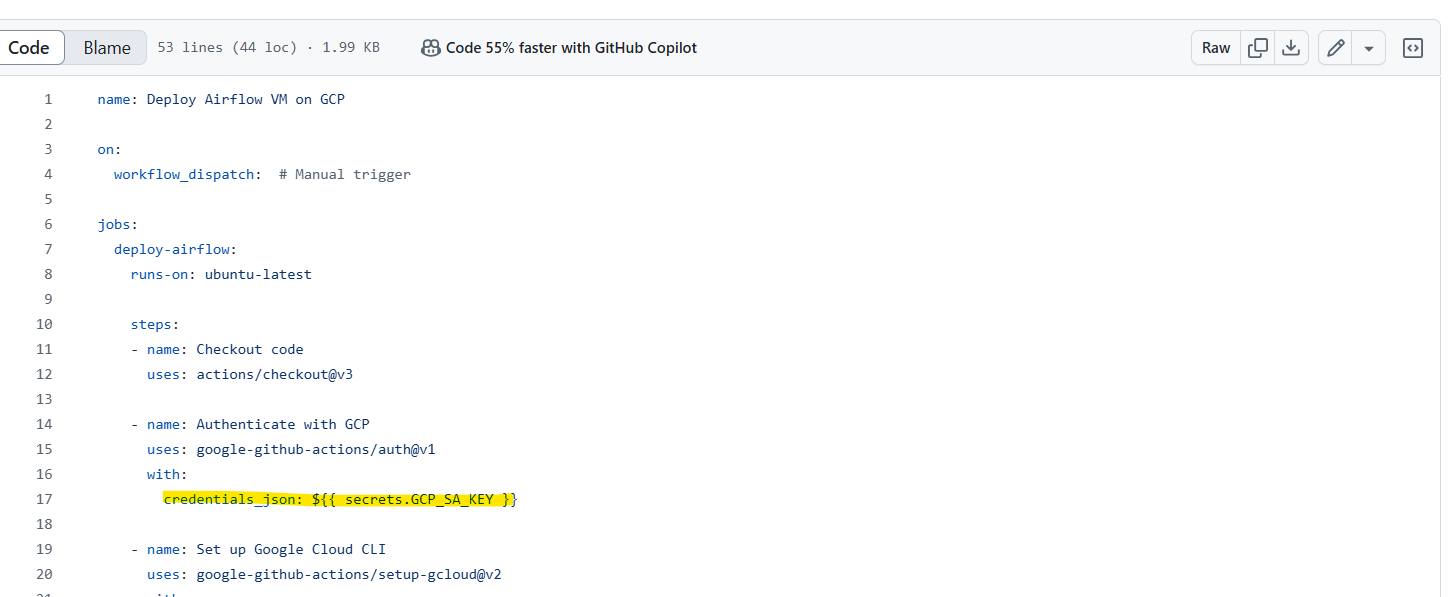 Code Blame 53 lines (44 loc) · 1.99 KB Code 55% faster with GitHub Copilot Raw
1 name: Deploy Airflow VM on GCP
2
3 on:
4 workflow_dispatch: # Manual trigger
5
6 jobs:
7 deploy-airflow:
8 runs-on: ubuntu-latest
9
10 steps:
11 - name: Checkout code
12 uses: actions/checkout@v3
13
14 - name: Authenticate with GCP
15 uses: google-github-actions/auth@v1
16 with:
17 credentials_json: ${{ secrets.GCP_SA_KEY }}
18
19 - name: Set up Google Cloud CLI
20 uses: google-github-actions/setup-gcloud@v2